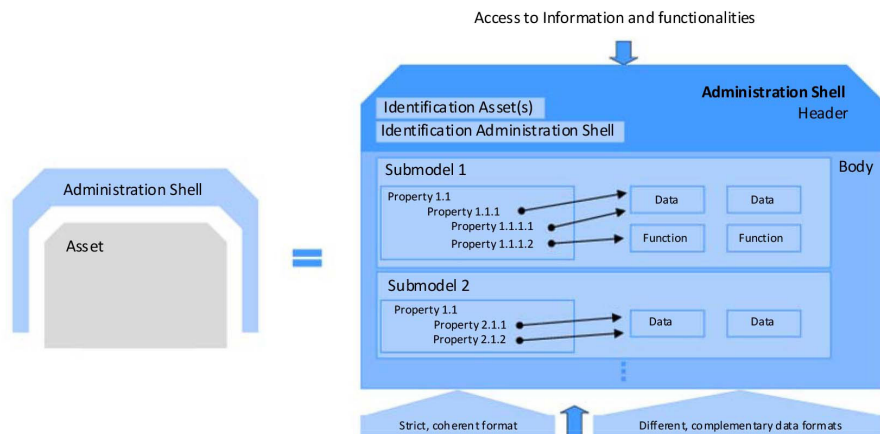 Access to Information and functionalities
Administration Shell
Header
Identification Asset(s)
Identification Administration Shell
Body
Submodel 1
Property 1.1
Property 1.1.1
Property 1.1.1.1
Property 1.1.1.2
Data
Data
Function
Function
Submodel 2
Property 1.1
Property 2.1.1
Property 2.1.2
Data
Data
Administration Shell
Asset
Strict, coherent format
Different, complementary data formats